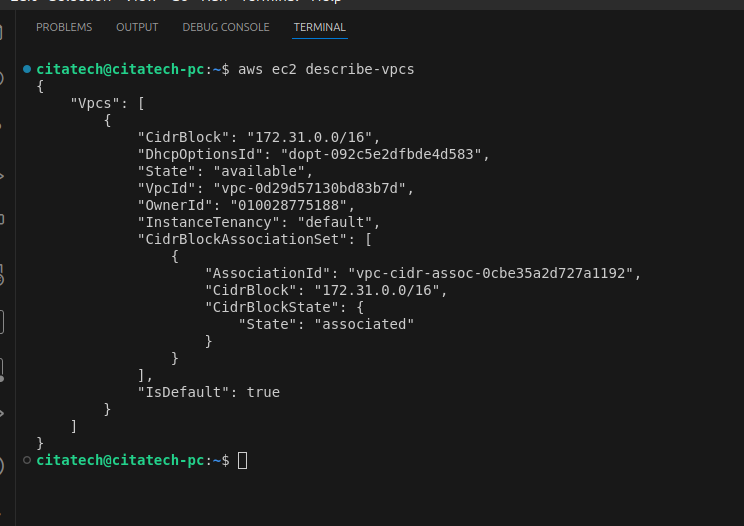 PROBLEMS OUTPUT DEBUG CONSOLE TERMINAL
citatech@citatech-pc:~$ aws ec2 describe-vpcs
{
    "Vpcs": [
        {
            "CidrBlock": "172.31.0.0/16",
            "DhcpOptionsId": "dopt-092c5e2dfbde4d583",
            "State": "available",
            "VpcId": "vpc-0d29d57130bd83b7d",
            "OwnerId": "010028775188",
            "InstanceTenancy": "default",
            "CidrBlockAssociationSet": [
                {
                    "AssociationId": "vpc-cidr-assoc-0cbe35a2d727a1192",
                    "CidrBlock": "172.31.0.0/16",
                    "CidrBlockState": {
                        "State": "associated"
                    }
                }
            ],
            "IsDefault": true
        }
    ]
}
citatech@citatech-pc:~$